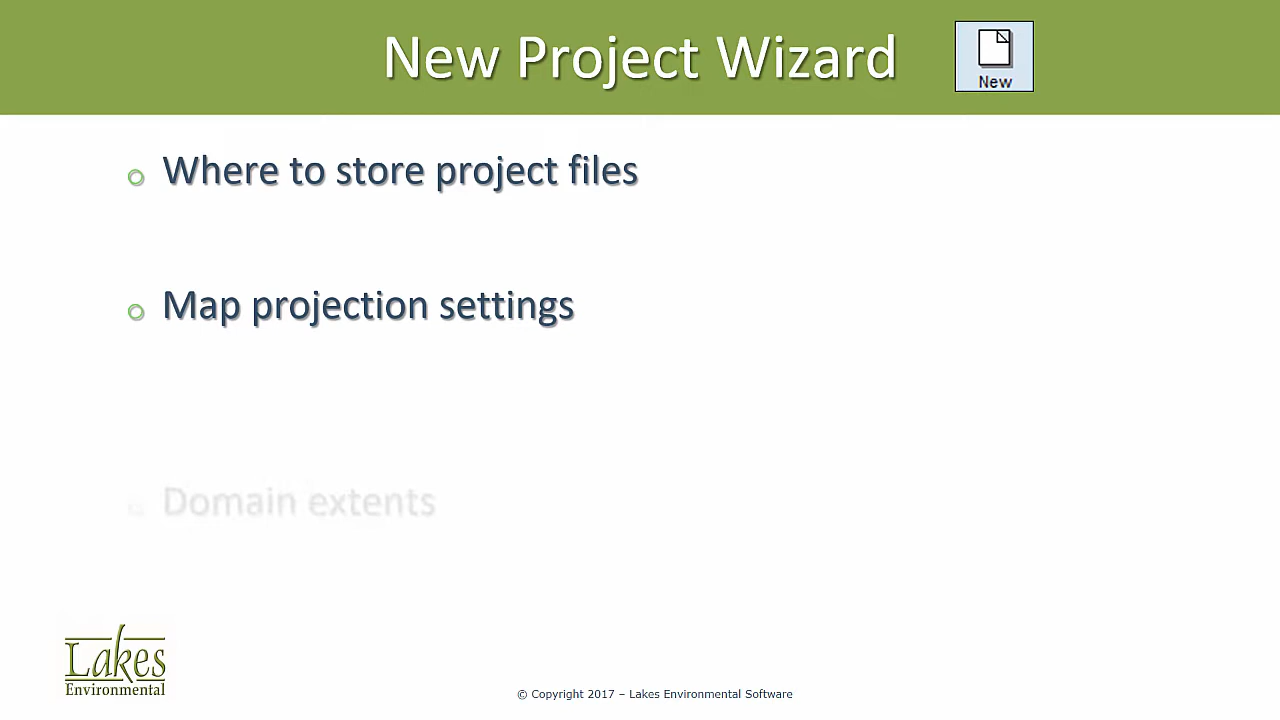 New Project Wizard
New
Where to store project files
Map projection settings
Domain extents
Lakes
Environmental
© Copyright 2017 – Lakes Environmental Software